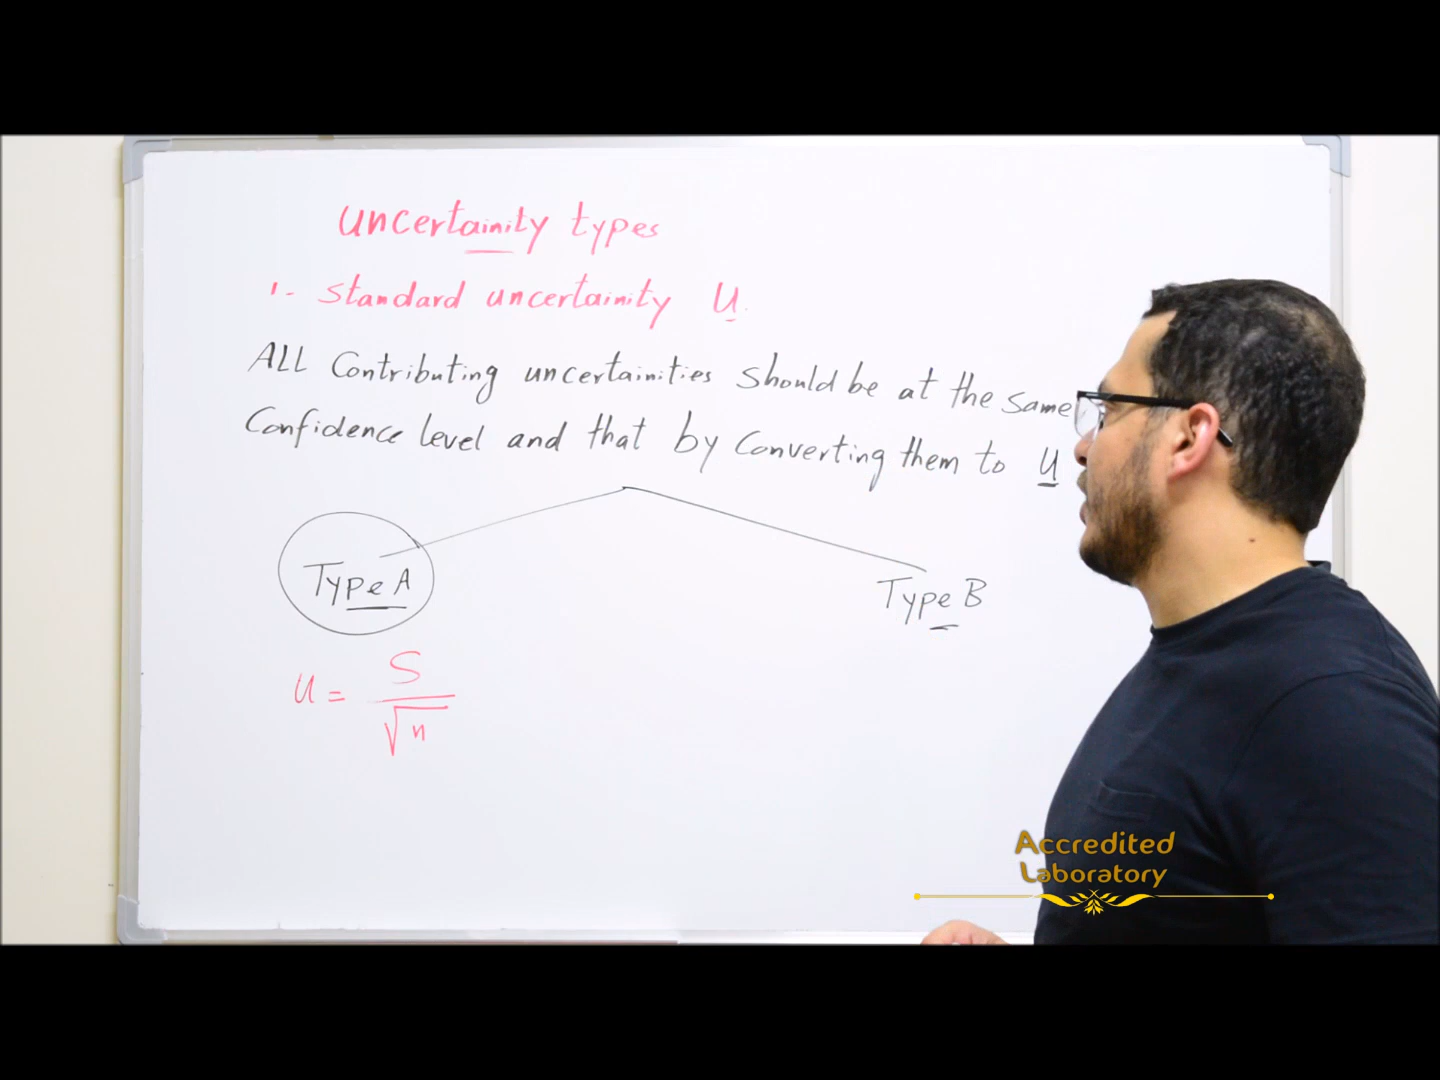 uncertainity types
1- Standard uncertainity u.
ALL Contributing uncertainities should be at the same
Confidence level and that by Converting them to u
Type A
Type B
u = S / √n
Accredited
Laboratory